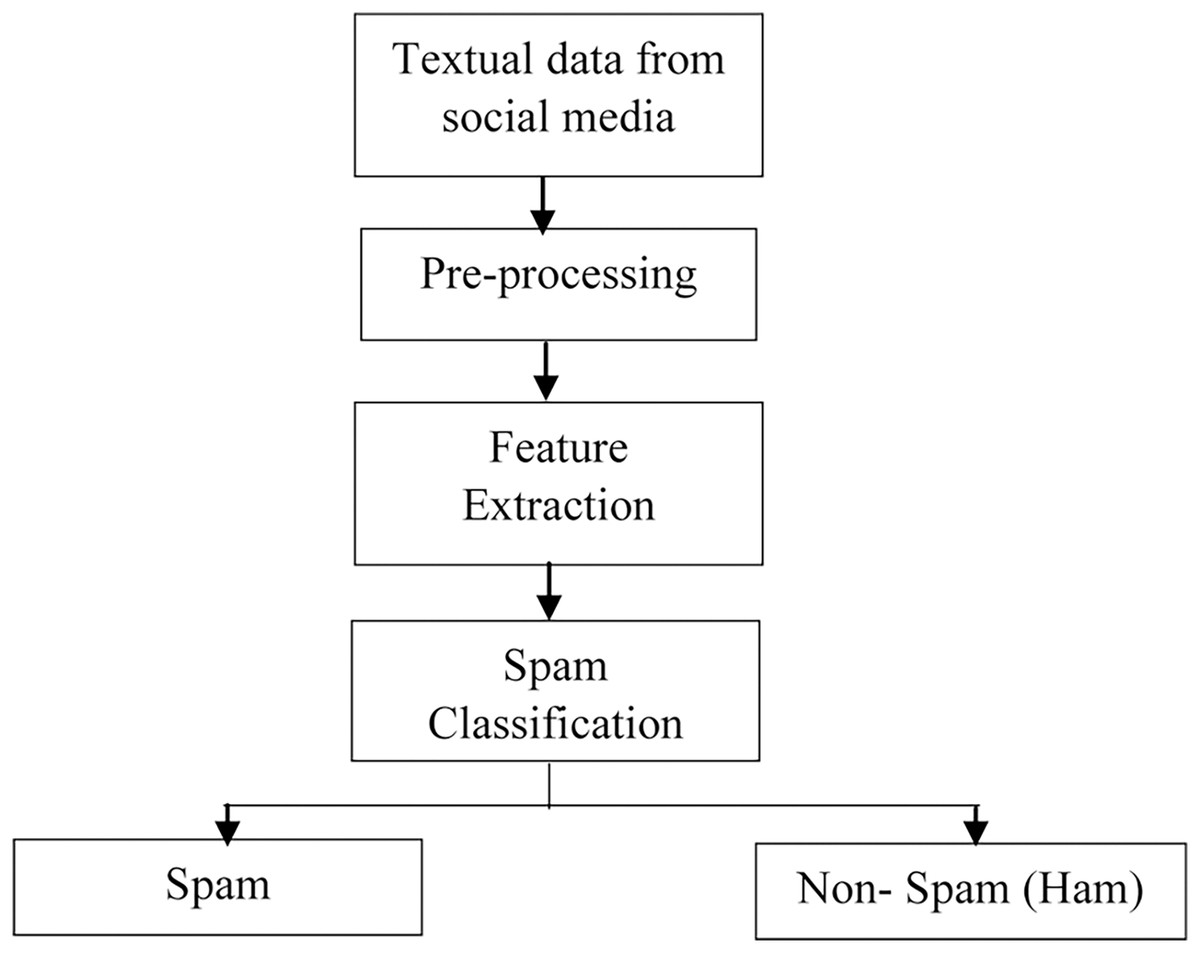 Textual data from
social media
Pre-processing
Feature
Extraction
Spam
Classification
Spam
Non- Spam (Ham)